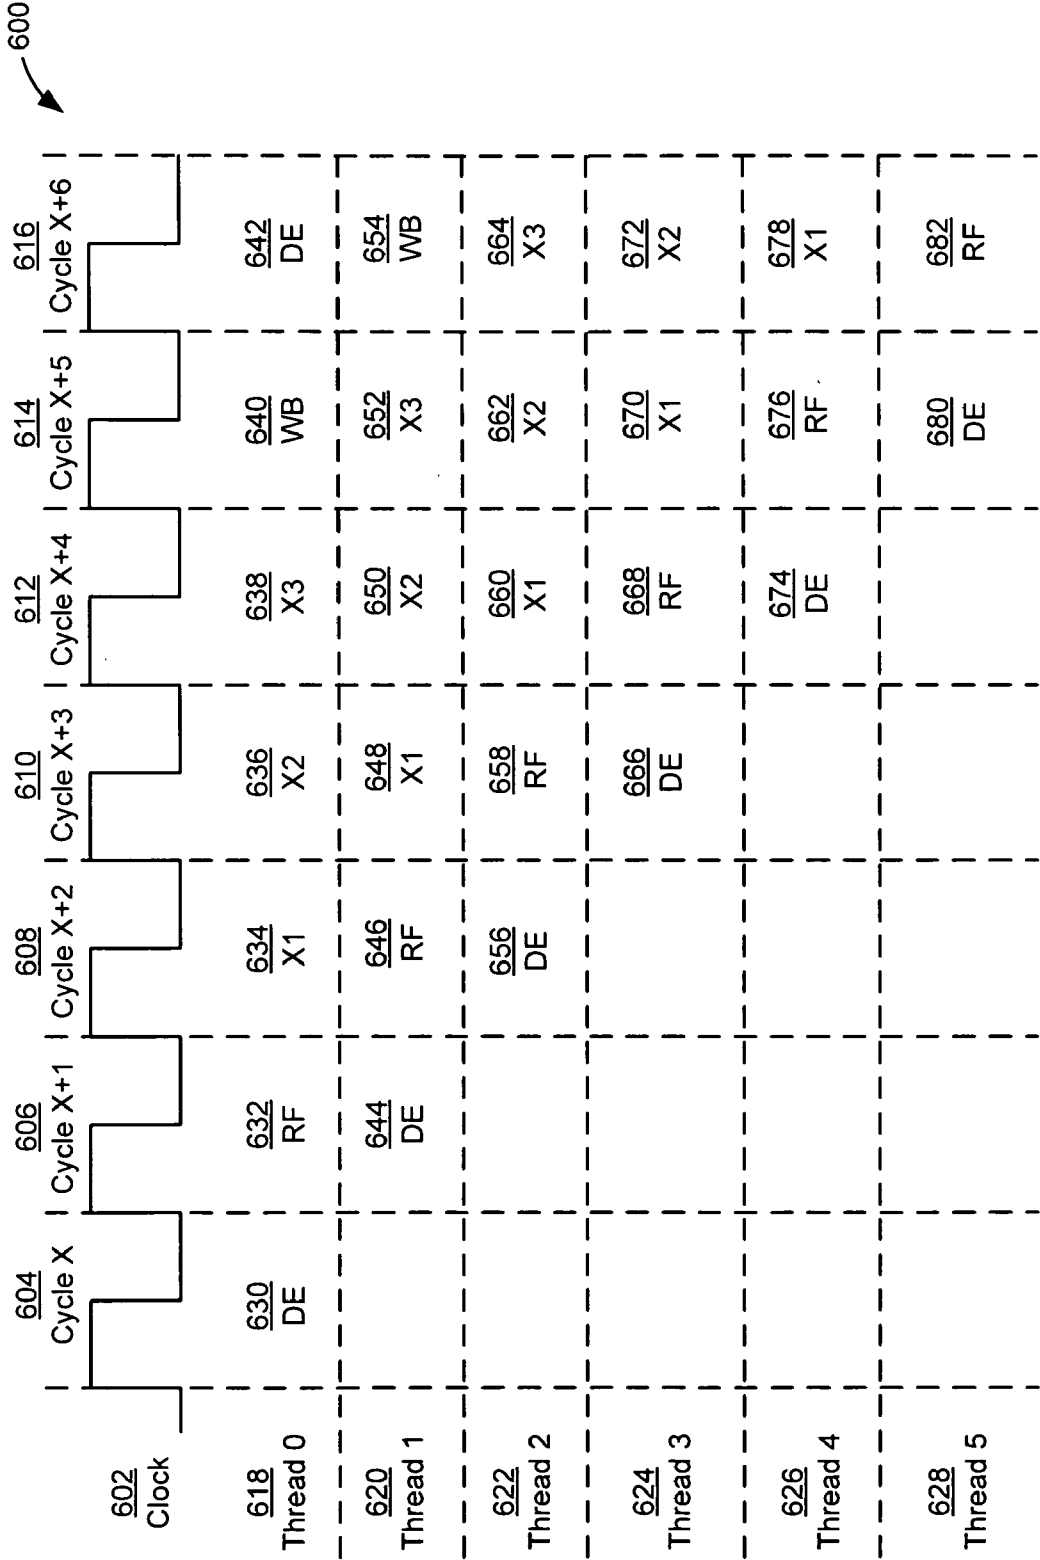 600
602
Clock
604
Cycle X
606
Cycle X+1
608
Cycle X+2
610
Cycle X+3
612
Cycle X+4
614
Cycle X+5
616
Cycle X+6
618
Thread 0
630
DE
632
RF
634
X1
636
X2
638
X3
640
WB
642
DE
620
Thread 1
644
DE
646
RF
648
X1
650
X2
652
X3
654
WB
622
Thread 2
656
DE
658
RF
660
X1
662
X2
664
X3
624
Thread 3
666
DE
668
RF
670
X1
672
X2
626
Thread 4
674
DE
676
RF
678
X1
628
Thread 5
680
DE
682
RF